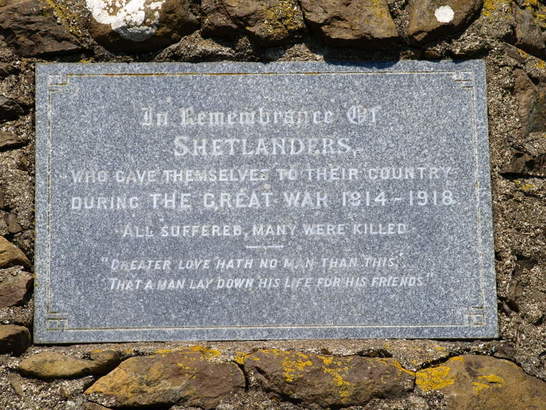 In Remembrance Of
SHETLANDERS,
WHO GAVE THEMSELVES TO THEIR COUNTRY
DURING THE GREAT WAR 1914-1918.
ALL SUFFERED, MANY WERE KILLED.
"GREATER LOVE HATH NO MAN THAN THIS,
THAT A MAN LAY DOWN HIS LIFE FOR HIS FRIENDS."